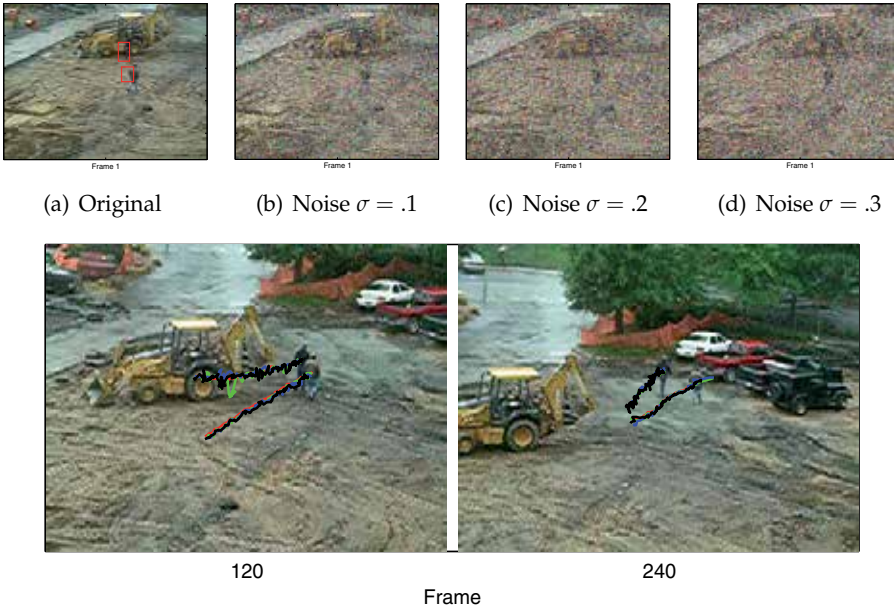 Frame 1
Frame 1
Frame 1
Frame 1
(a) Original
(b) Noise σ = .1
(c) Noise σ = .2
(d) Noise σ = .3
120
240
Frame